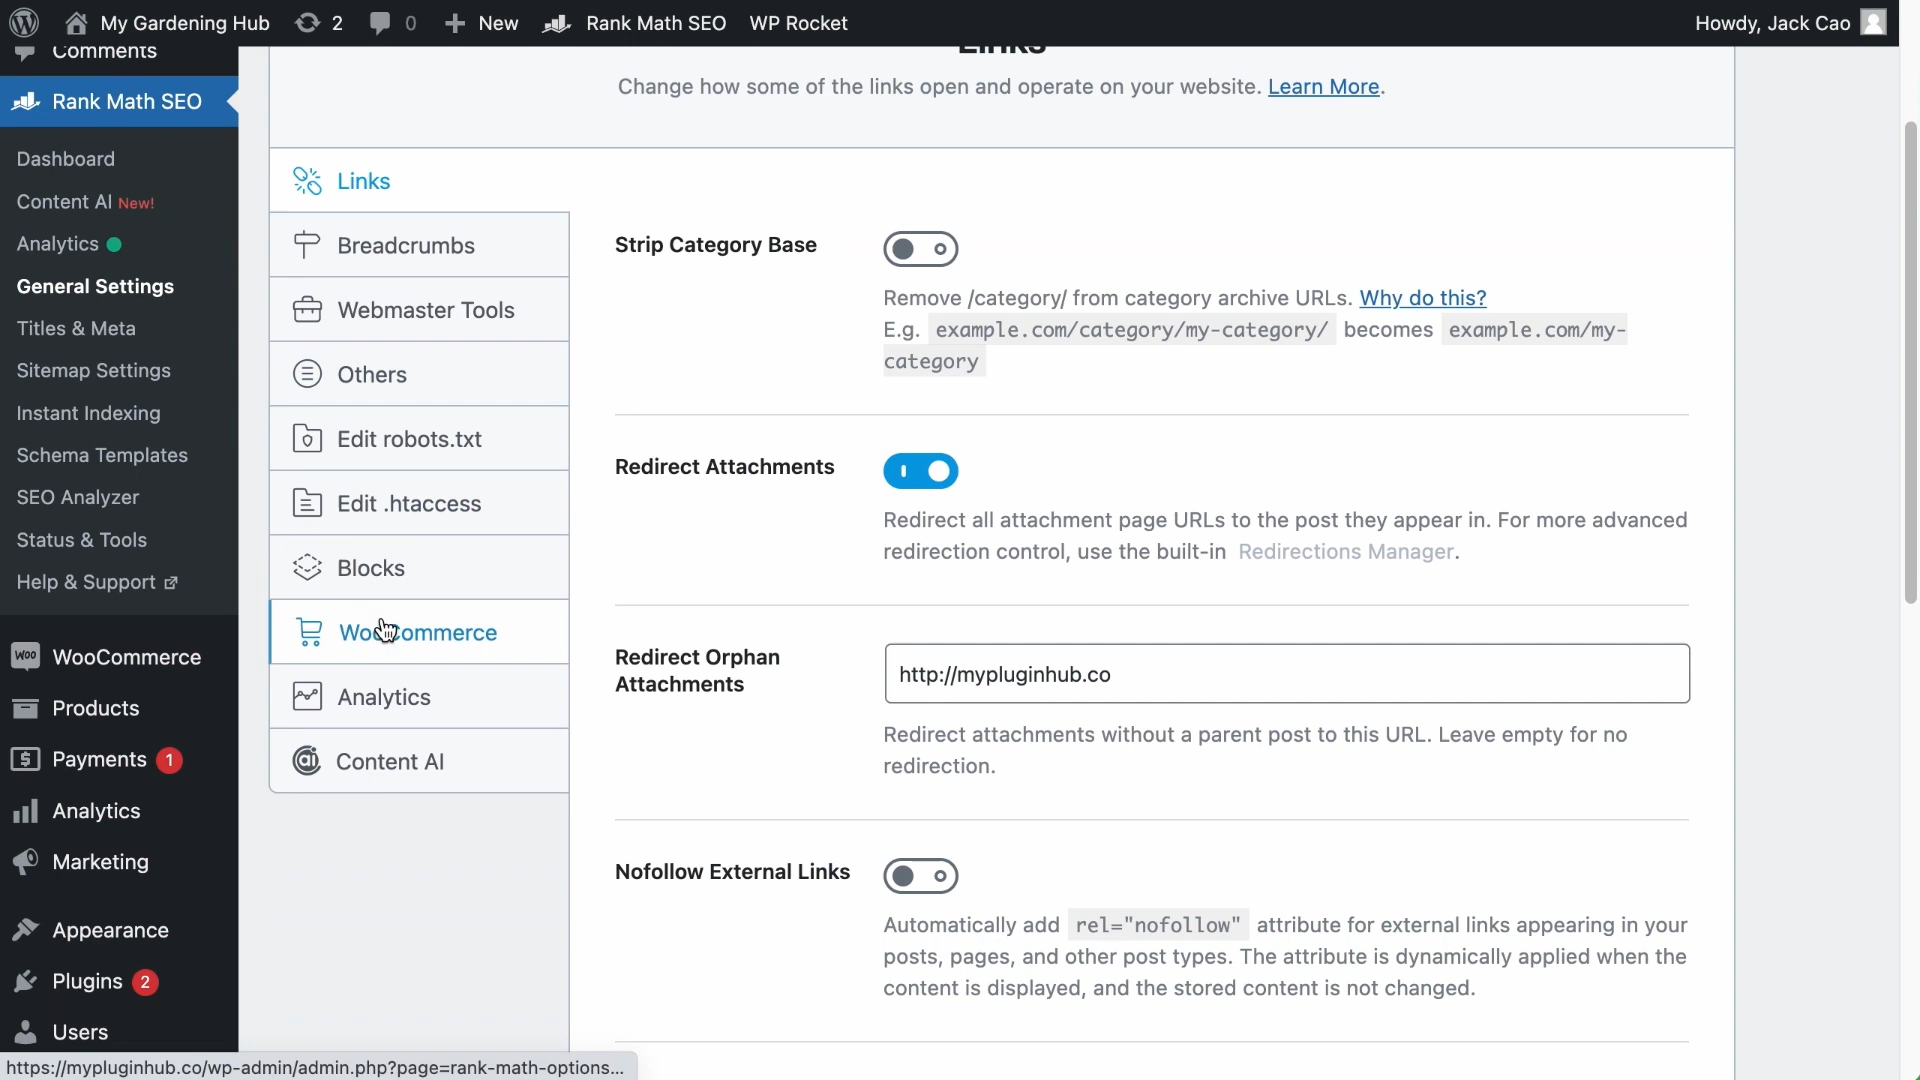 My Gardening Hub 2 0 New Rank Math SEO WP Rocket Howdy, Jack Cao
Comments
Rank Math SEO
Dashboard
Content AI New!
Analytics
General Settings
Titles & Meta
Sitemap Settings
Instant Indexing
Schema Templates
SEO Analyzer
Status & Tools
Help & Support
Woo WooCommerce
Products
Payments 1
Analytics
Marketing
Appearance
Plugins 2
Users
https://mypluginhub.co/wp-admin/admin.php?page=rank-math-options...
Links
Change how some of the links open and operate on your website. Learn More.
Links
Breadcrumbs
Webmaster Tools
Others
Edit robots.txt
Edit .htaccess
Blocks
WooCommerce
Analytics
Content AI
Strip Category Base
Remove /category/ from category archive URLs. Why do this?
E.g. example.com/category/my-category/ becomes example.com/my-
category
Redirect Attachments
Redirect all attachment page URLs to the post they appear in. For more advanced
redirection control, use the built-in Redirections Manager.
Redirect Orphan
Attachments
http://mypluginhub.co
Redirect attachments without a parent post to this URL. Leave empty for no
redirection.
Nofollow External Links
Automatically add rel="nofollow" attribute for external links appearing in your
posts, pages, and other post types. The attribute is dynamically applied when the
content is displayed, and the stored content is not changed.